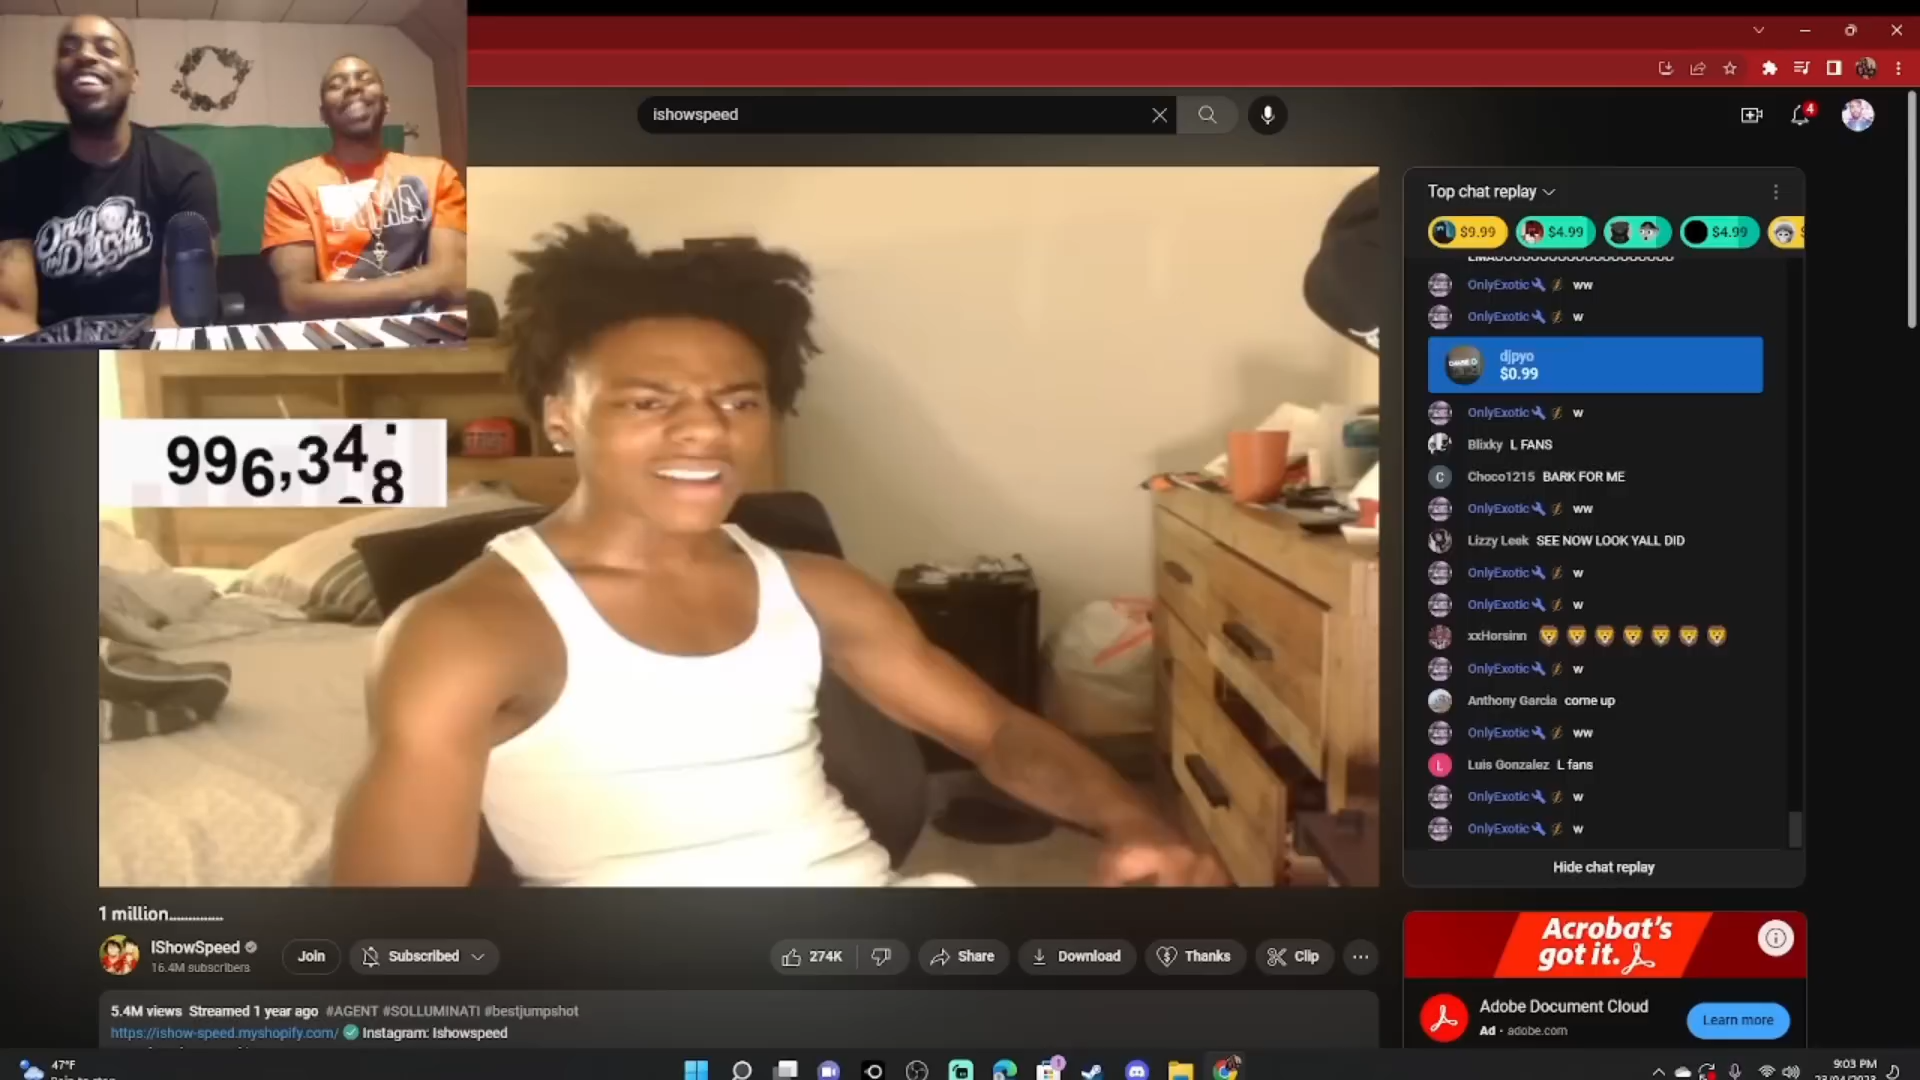 ishowspeed
4
Only
in
Detroit
PUMA
996,348
Top chat replay
$9.99
$4.99
$4.99
OnlyExotic ww
OnlyExotic w
djpyo
$0.99
OnlyExotic w
Blixky L FANS
C Choco1215 BARK FOR ME
OnlyExotic ww
Lizzy Leek SEE NOW LOOK YALL DID
OnlyExotic w
OnlyExotic w
xxHorsinn 🦁 🦁 🦁 🦁 🦁 🦁 🦁
OnlyExotic w
Anthony Garcia come up
OnlyExotic ww
L Luis Gonzalez L fans
OnlyExotic w
OnlyExotic w
Hide chat replay
1 million...............
IShowSpeed
16.4M subscribers
Join
Subscribed
274K
Share
Download
Thanks
Clip
5.4M views Streamed 1 year ago #AGENT #SOLLUMINATI #bestjumpshot
https://ishow-speed.myshopify.com/ ✅ Instagram: Ishowspeed
Acrobat's
got it.
Adobe Document Cloud
Ad · adobe.com
Learn more
47°F
9:03 PM